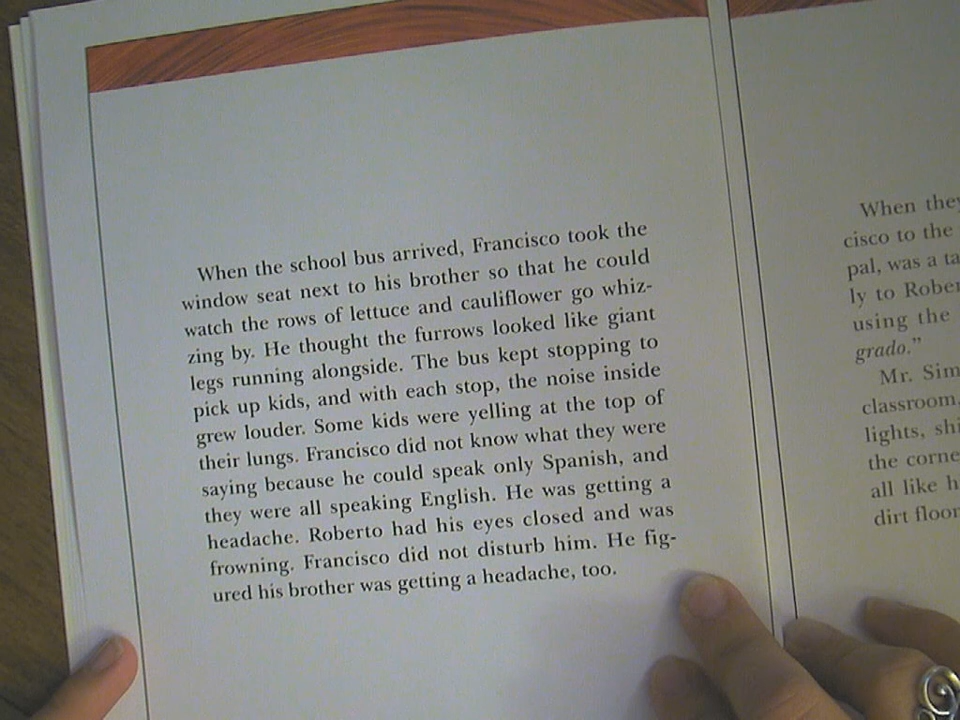 When the school bus arrived, Francisco took the
window seat next to his brother so that he could
watch the rows of lettuce and cauliflower go whiz-
zing by. He thought the furrows looked like giant
legs running alongside. The bus kept stopping to
pick up kids, and with each stop, the noise inside
grew louder. Some kids were yelling at the top of
their lungs. Francisco did not know what they were
saying because he could speak only Spanish, and
they were all speaking English. He was getting a
headache. Roberto had his eyes closed and was
frowning. Francisco did not disturb him. He fig-
ured his brother was getting a headache, too.
When they
cisco to the
pal, was a ta
ly to Rober
using the
grado.”
Mr. Sim
classroom,
lights, shi
the corne
all like h
dirt floor